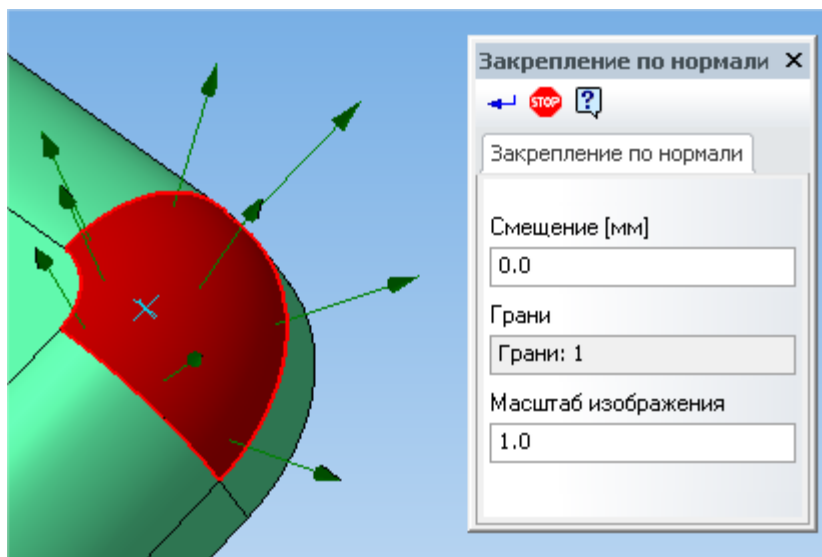 Закрепление по нормали
STOP
?
Закрепление по нормали
Смещение [мм]
0.0
Грани
Грани: 1
Масштаб изображения
1.0